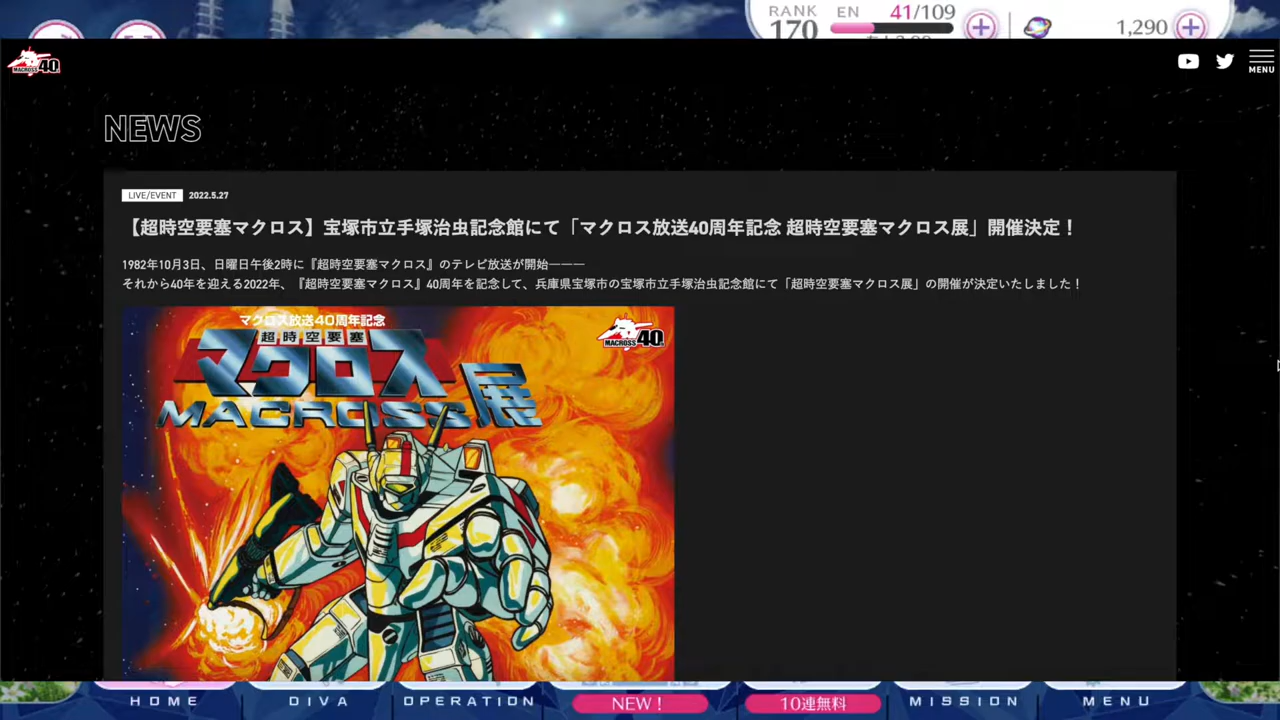 RANK
170
EN
41/109
1,290
MACROSS 40
MENU
NEWS
LIVE/EVENT 2022.5.27
【超時空要塞マクロス】宝塚市立手塚治虫記念館にて「マクロス放送40周年記念 超時空要塞マクロス展」開催決定！
1982年10月3日、日曜日午後2時に『超時空要塞マクロス』のテレビ放送が開始―――
それから40年を迎える2022年、『超時空要塞マクロス』40周年を記念して、兵庫県宝塚市の宝塚市立手塚治虫記念館にて「超時空要塞マクロス展」の開催が決定いたしました！
マクロス放送40周年記念
超時空要塞
マクロス展
MACROSS
MACROSS 40
HOME
DIVA
OPERATION
NEW！
10連無料
MISSION
MENU